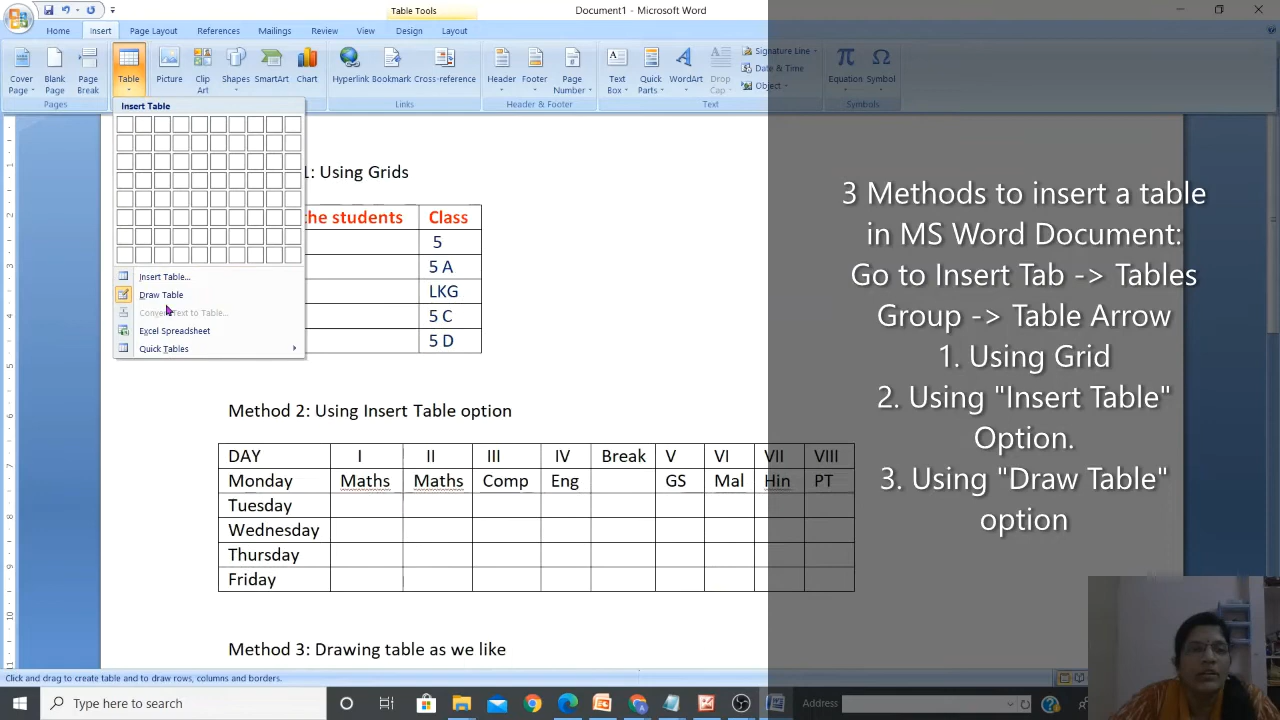 Table Tools
Document1 - Microsoft Word
Home
Insert
Page Layout
References
Mailings
Review
View
Design
Layout
Cover Page
Blank Page
Page Break
Table
Picture
Clip Art
Shapes
SmartArt
Chart
Hyperlink
Bookmark
Cross-reference
Header
Footer
Page Number
Text Box
Quick Parts
WordArt
Drop Cap
Signature Line
Date & Time
Object
Equation
Symbol
Pages
Links
Header & Footer
Text
Symbols
Insert Table
Insert Table...
Draw Table
Convert Text to Table...
Excel Spreadsheet
Quick Tables
1: Using Grids
the students Class
5
5 A
LKG
5 C
5 D
Method 2: Using Insert Table option
DAY I II III IV Break V VI VII VIII
Monday Maths Maths Comp Eng GS Mal Hin PT
Tuesday
Wednesday
Thursday
Friday
Method 3: Drawing table as we like
3 Methods to insert a table
in MS Word Document:
Go to Insert Tab -> Tables
Group -> Table Arrow
1. Using Grid
2. Using "Insert Table"
Option.
3. Using "Draw Table"
option
Click and drag to create table and to draw rows, columns and borders.
Type here to search
Address